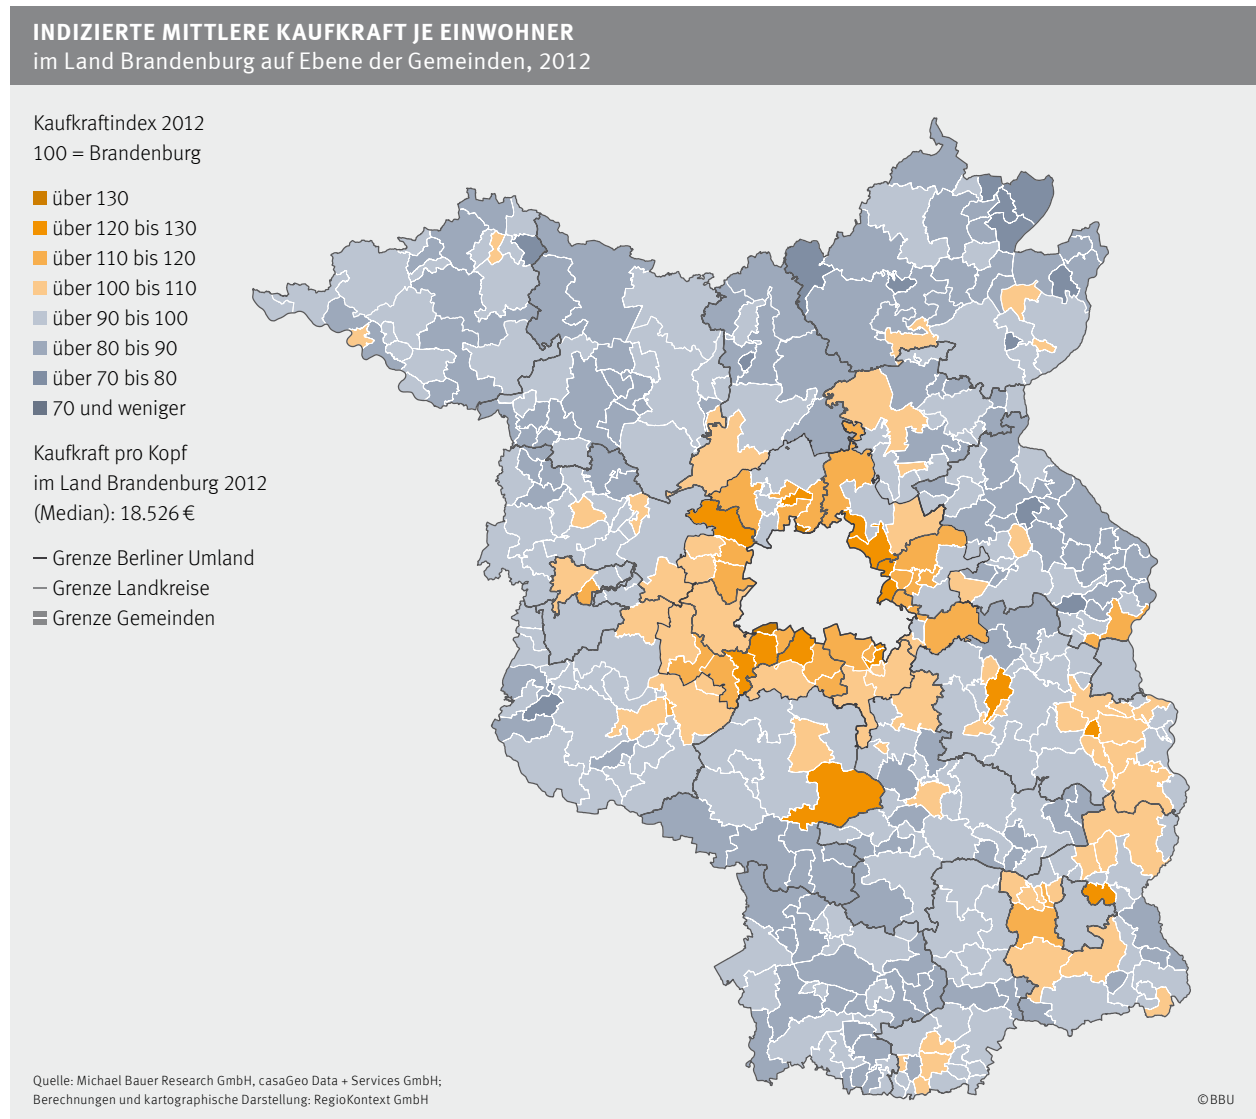 INDIZIERTE MITTLERE KAUFKRAFT JE EINWOHNER
im Land Brandenburg auf Ebene der Gemeinden, 2012
Kaufkraftindex 2012
100 = Brandenburg
über 130
über 120 bis 130
über 110 bis 120
über 100 bis 110
über 90 bis 100
über 80 bis 90
über 70 bis 80
70 und weniger
Kaufkraft pro Kopf
im Land Brandenburg 2012
(Median): 18.526 €
Grenze Berliner Umland
Grenze Landkreise
Grenze Gemeinden
Quelle: Michael Bauer Research GmbH, casaGeo Data + Services GmbH;
Berechnungen und kartographische Darstellung: RegioKontext GmbH
©BBU